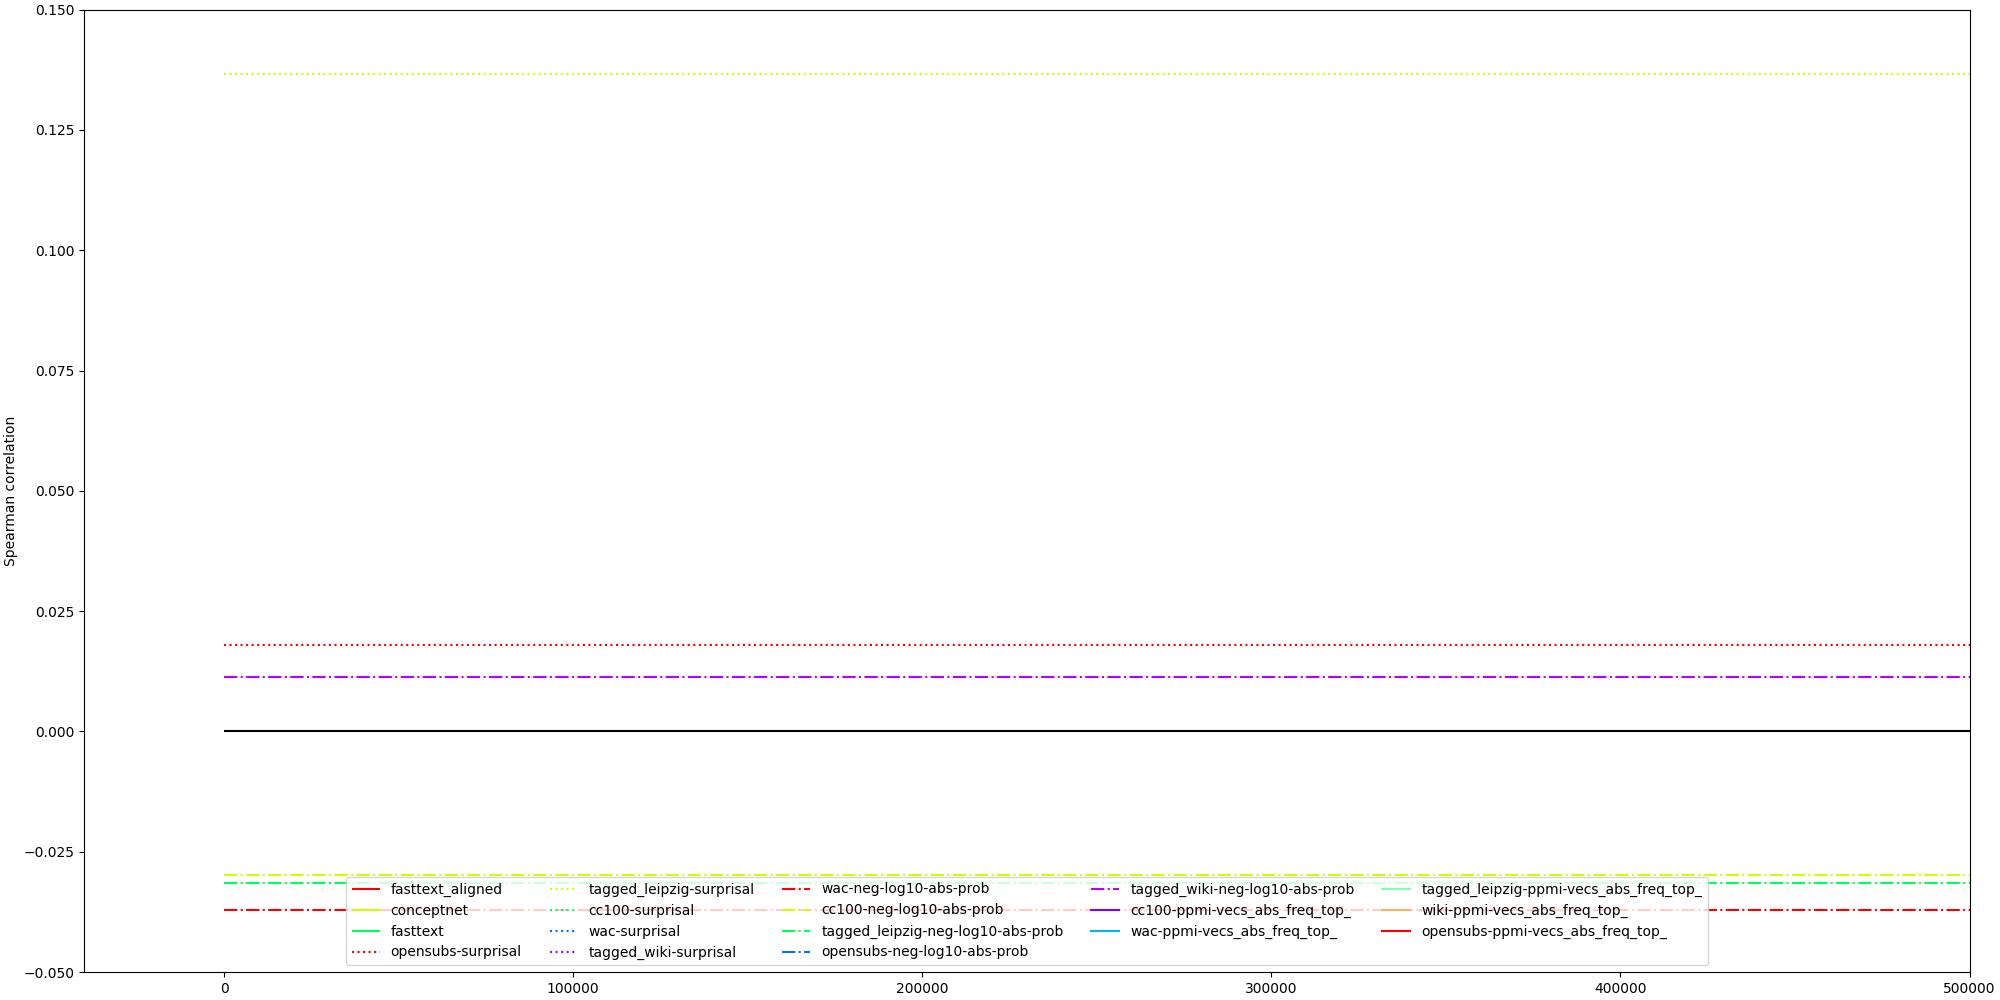 0.150
0.125
0.100
0.075
0.050
0.025
0.000
−0.025
−0.050
Spearman correlation
fasttext_aligned
conceptnet
fasttext
opensubs-surprisal
tagged_leipzig-surprisal
cc100-surprisal
wac-surprisal
tagged_wiki-surprisal
wac-neg-log10-abs-prob
cc100-neg-log10-abs-prob
tagged_leipzig-neg-log10-abs-prob
opensubs-neg-log10-abs-prob
tagged_wiki-neg-log10-abs-prob
cc100-ppmi-vecs_abs_freq_top_
wac-ppmi-vecs_abs_freq_top_
tagged_leipzig-ppmi-vecs_abs_freq_top_
wiki-ppmi-vecs_abs_freq_top_
opensubs-ppmi-vecs_abs_freq_top_
0 100000 200000 300000 400000 500000